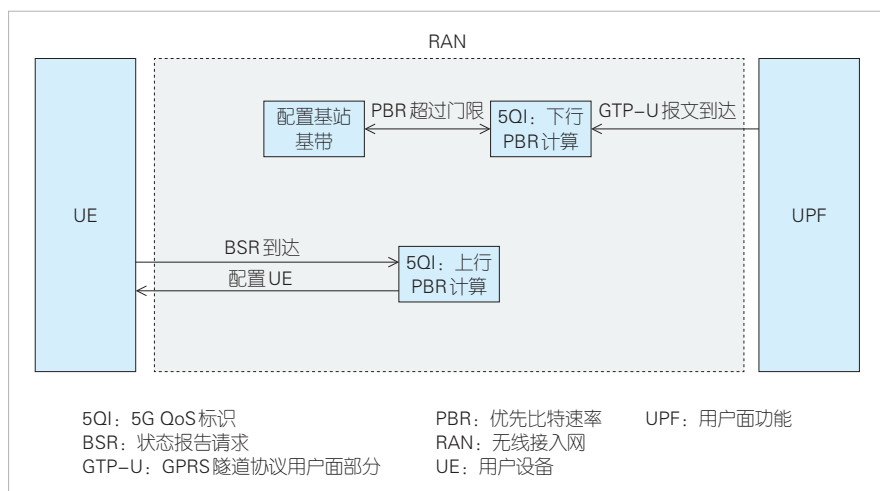 RAN
UE
配置基站
基带
PBR超过门限
5QI：下行
PBR计算
GTP-U报文到达
UPF
BSR到达
配置UE
5QI：上行
PBR计算
5QI：5G QoS标识
PBR：优先比特速率
UPF：用户面功能
BSR：状态报告请求
RAN：无线接入网
GTP-U：GPRS隧道协议用户面部分
UE：用户设备